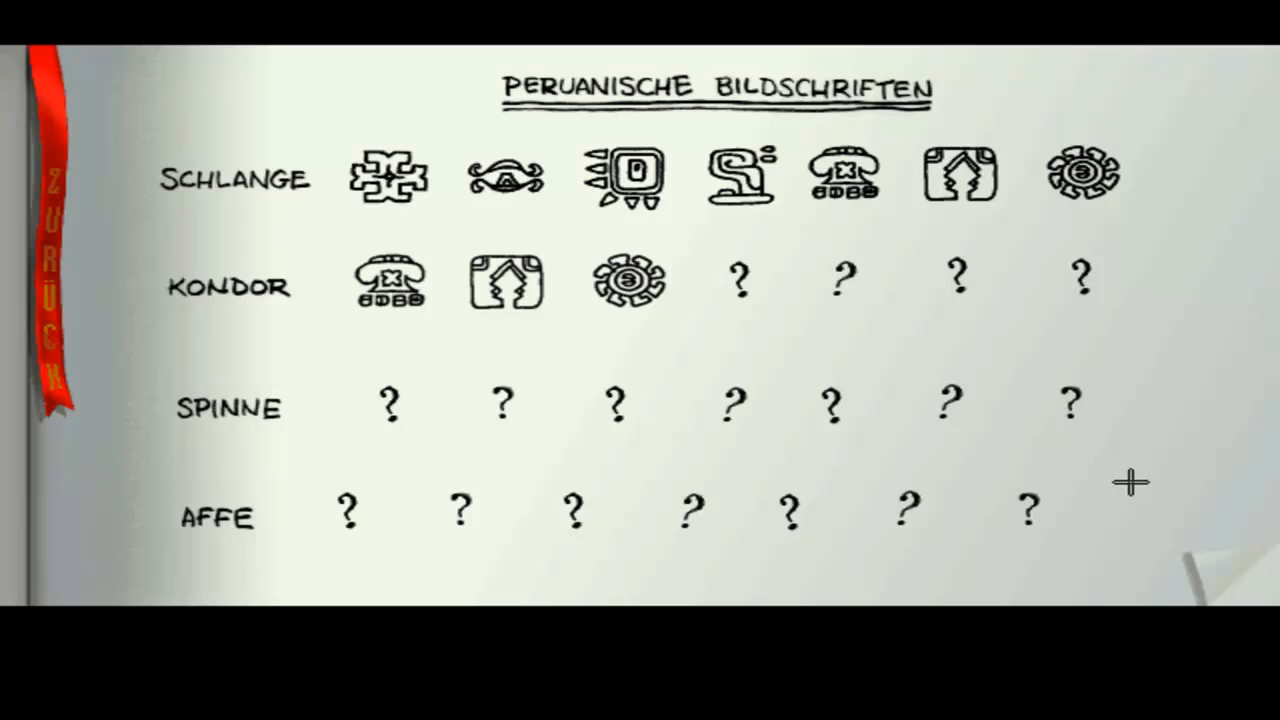 PERUANISCHE BILDSCHRIFTEN
ZURÜCK
SCHLANGE
KONDOR ? ? ? ?
SPINNE ? ? ? ? ? ? ?
AFFE ? ? ? ? ? ? ?